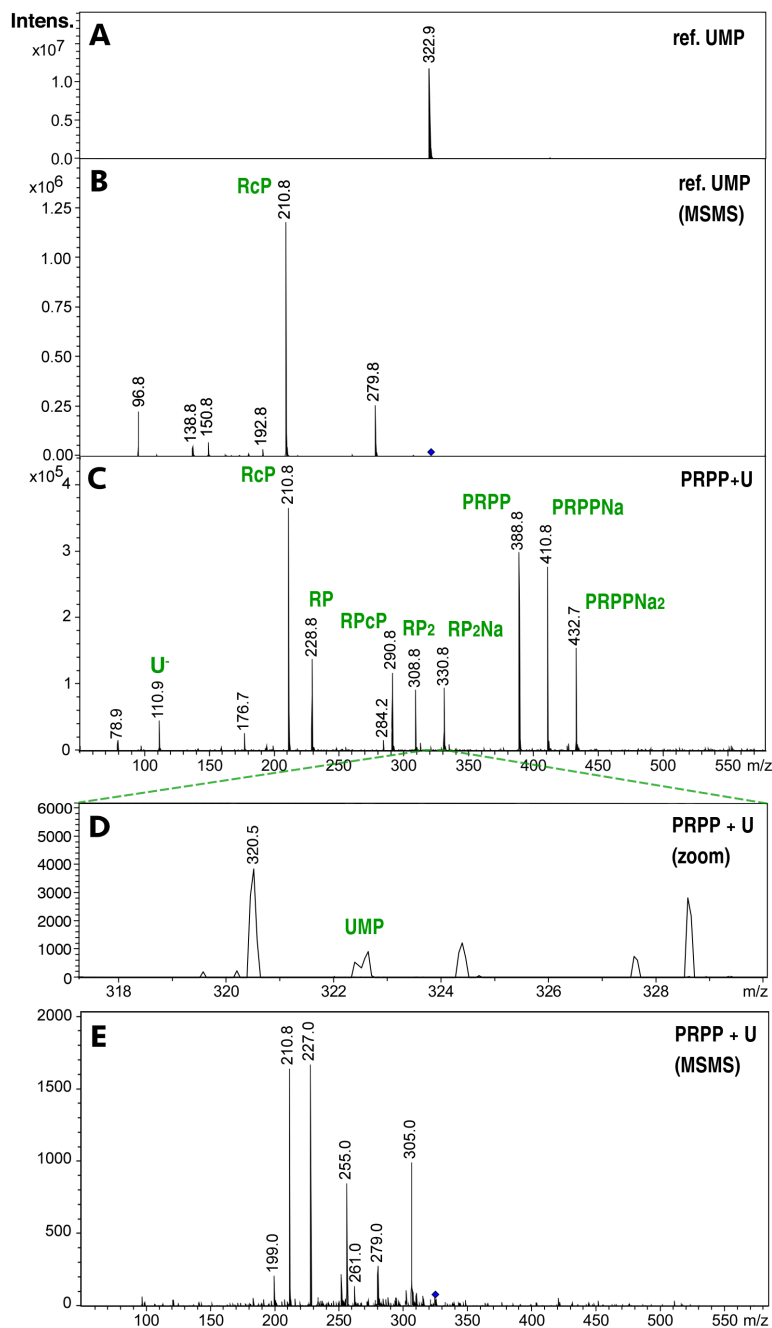 Intens.
x10⁷
A
ref. UMP
322.9
1.0
0.5
0.0
x10⁶
B
ref. UMP
(MSMS)
RcP
210.8
1.25
1.00
0.75
0.50
0.25
0.00
96.8
138.8
150.8
192.8
279.8
x10⁵
C
PRPP+U
RcP
210.8
4
3
2
1
0
PRPP
388.8
PRPPNa
410.8
PRPPNa2
432.7
RP
228.8
RPcP
290.8
RP2
308.8
RP2Na
330.8
U-
110.9
78.9
176.7
284.2
100 150 200 250 300 350 400 450 500 550 m/z
D
PRPP + U
(zoom)
6000
5000
4000
3000
2000
1000
0
320.5
UMP
318 320 322 324 326 328 m/z
E
PRPP + U
(MSMS)
2000
1500
1000
500
0
210.8
227.0
199.0
255.0
261.0
279.0
305.0
100 150 200 250 300 350 400 450 500 550 m/z